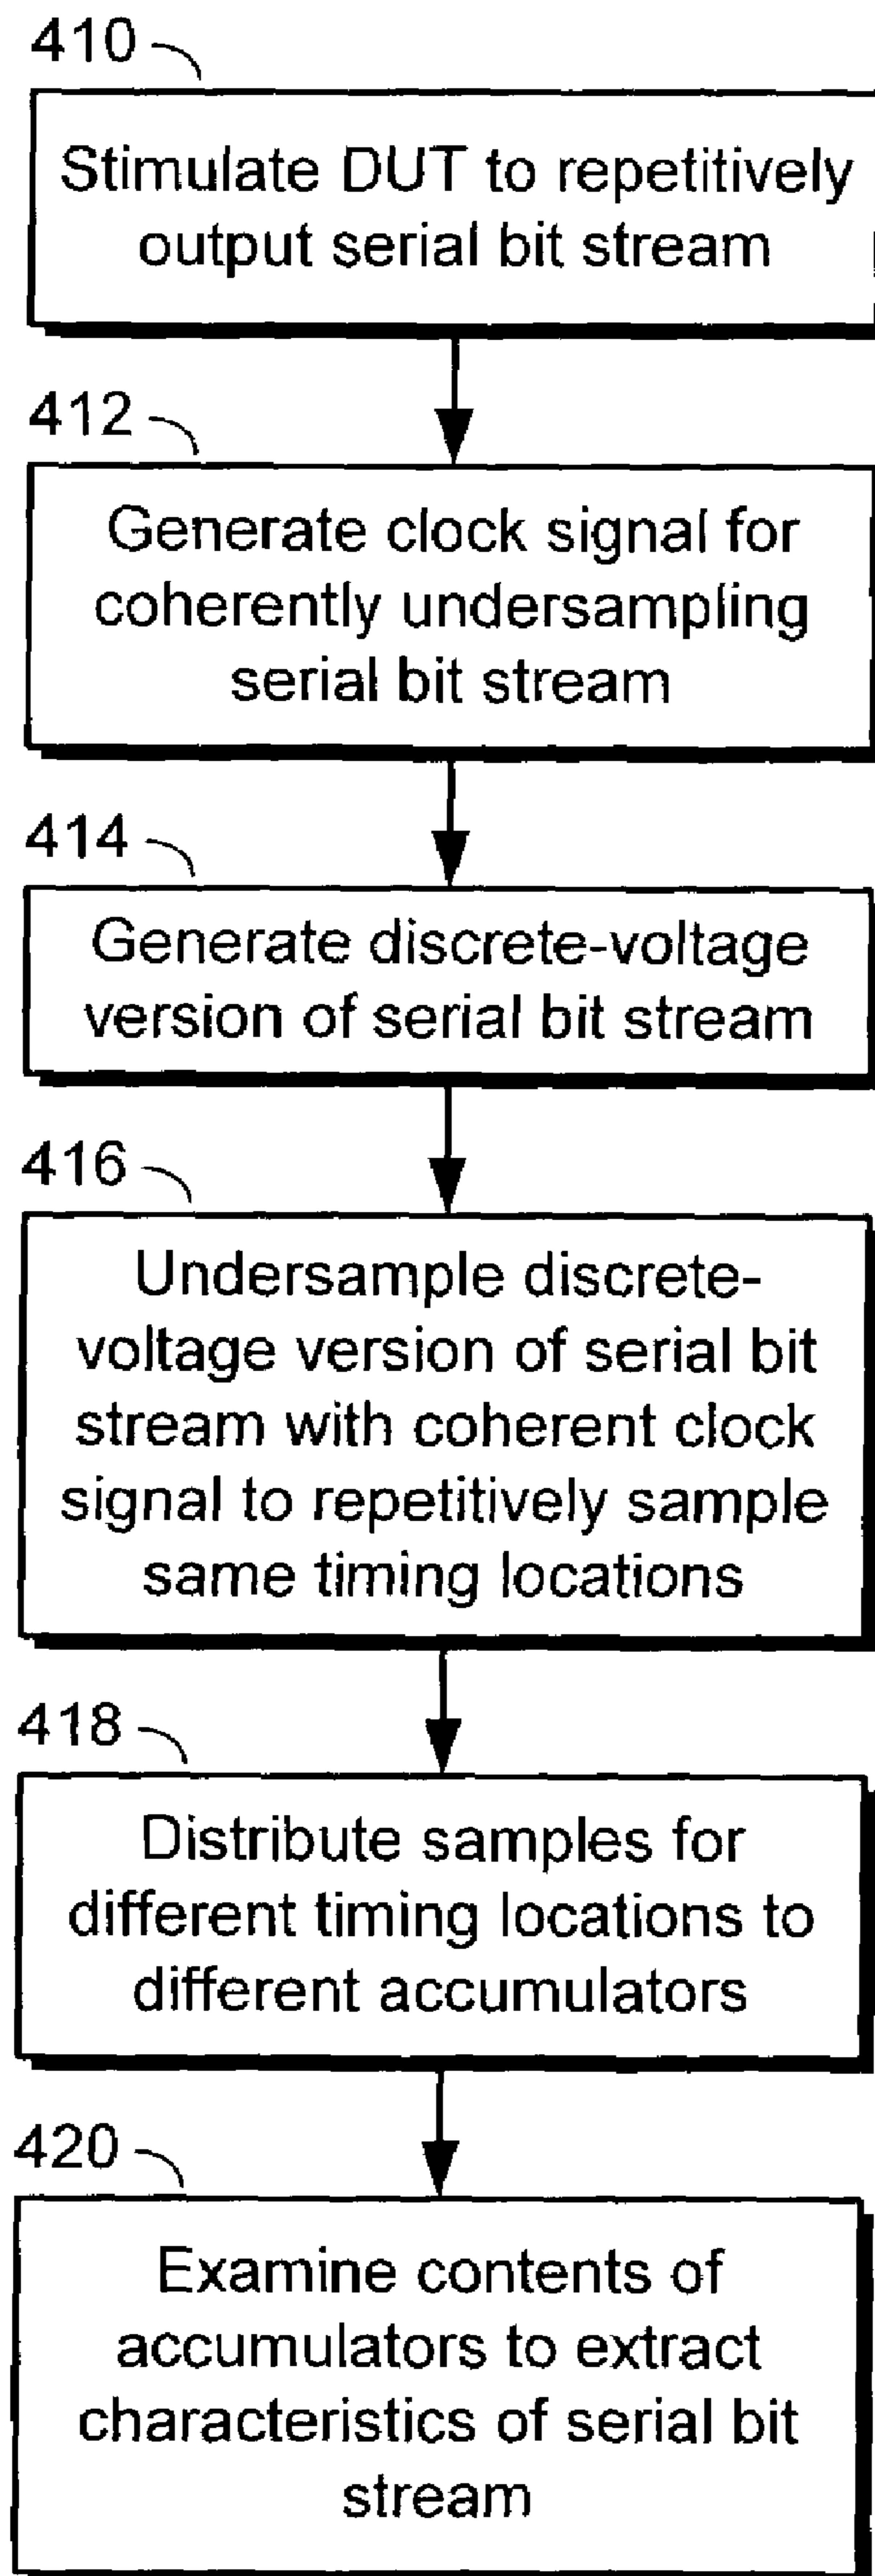 410
Stimulate DUT to repetitively
output serial bit stream
412
Generate clock signal for
coherently undersampling
serial bit stream
414
Generate discrete-voltage
version of serial bit stream
416
Undersample discrete-
voltage version of serial bit
stream with coherent clock
signal to repetitively sample
same timing locations
418
Distribute samples for
different timing locations to
different accumulators
420
Examine contents of
accumulators to extract
characteristics of serial bit
stream